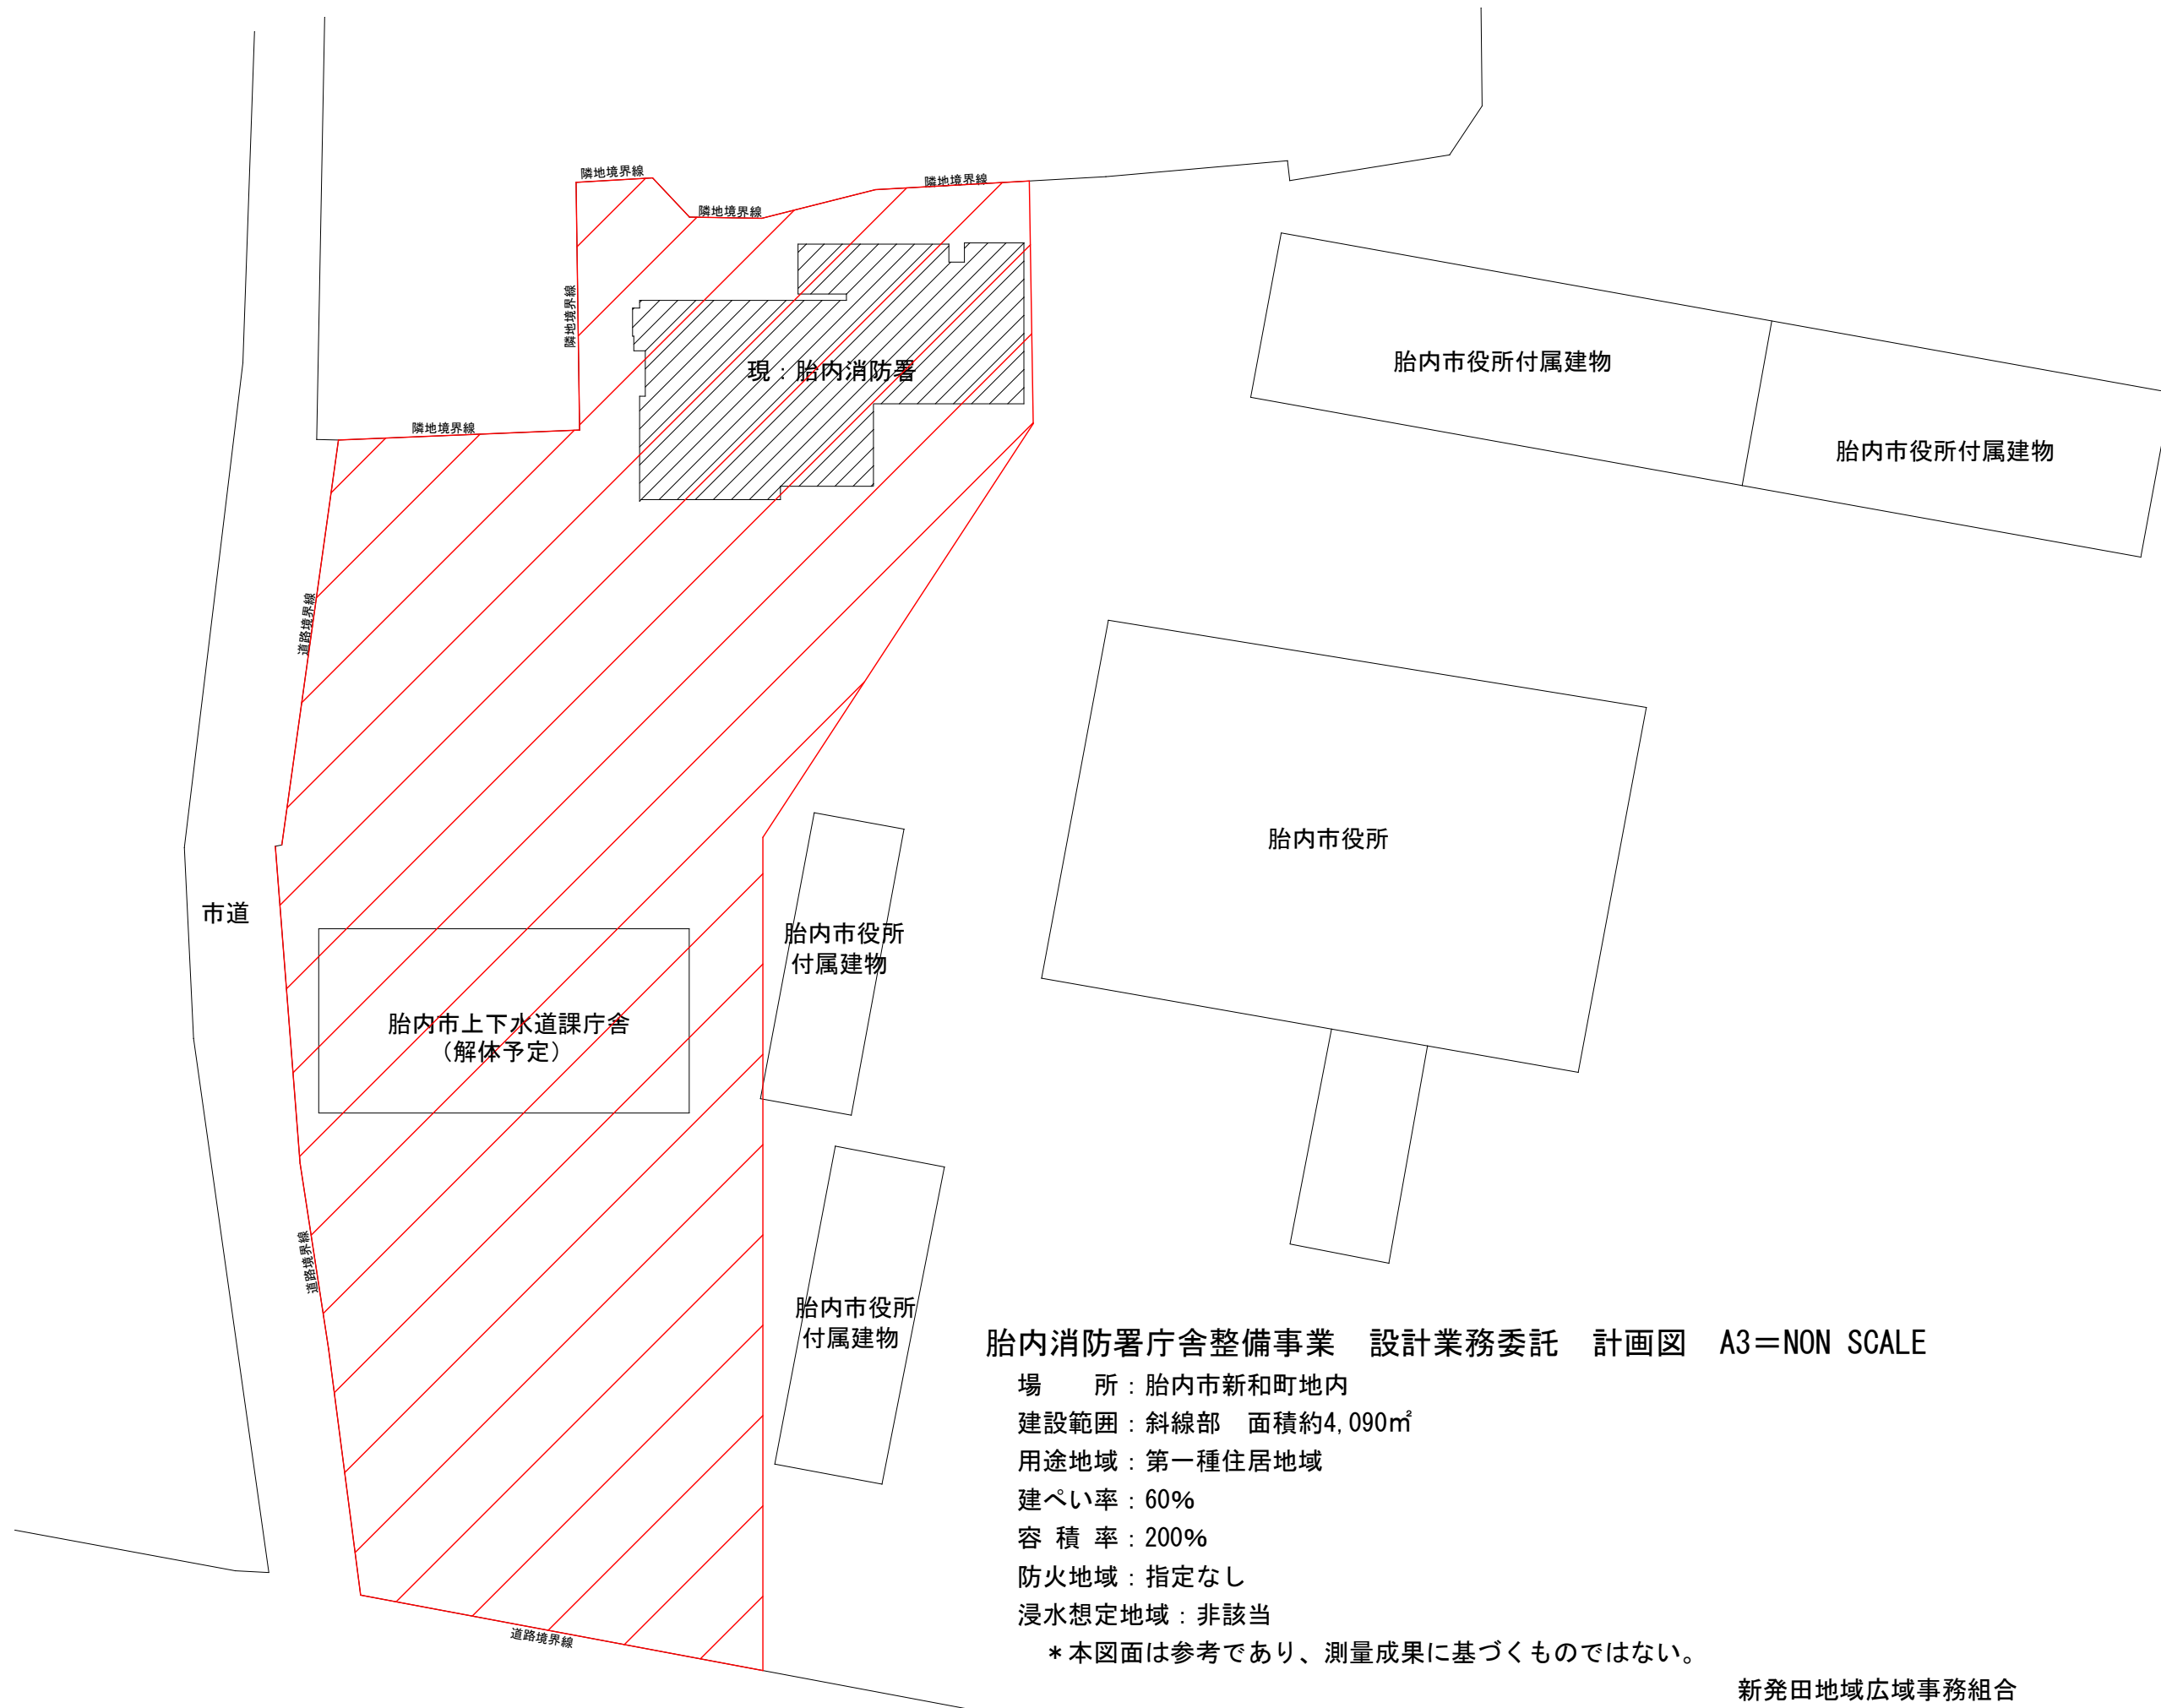 隣地境界線
隣地境界線
隣地境界線
隣地境界線
現：胎内消防署
胎内市役所付属建物
胎内市役所付属建物
隣地境界線
道路境界線
胎内市役所
市道
胎内市役所
付属建物
胎内市上下水道課庁舎
（解体予定）
道路境界線
胎内市役所
付属建物
胎内消防署庁舎整備事業　設計業務委託　計画図　A3＝NON SCALE
場　　所：胎内市新和町地内
建設範囲：斜線部　面積約4,090㎡
用途地域：第一種住居地域
建ぺい率：60%
容 積 率：200%
防火地域：指定なし
浸水想定地域：非該当
道路境界線
＊本図面は参考であり、測量成果に基づくものではない。
新発田地域広域事務組合